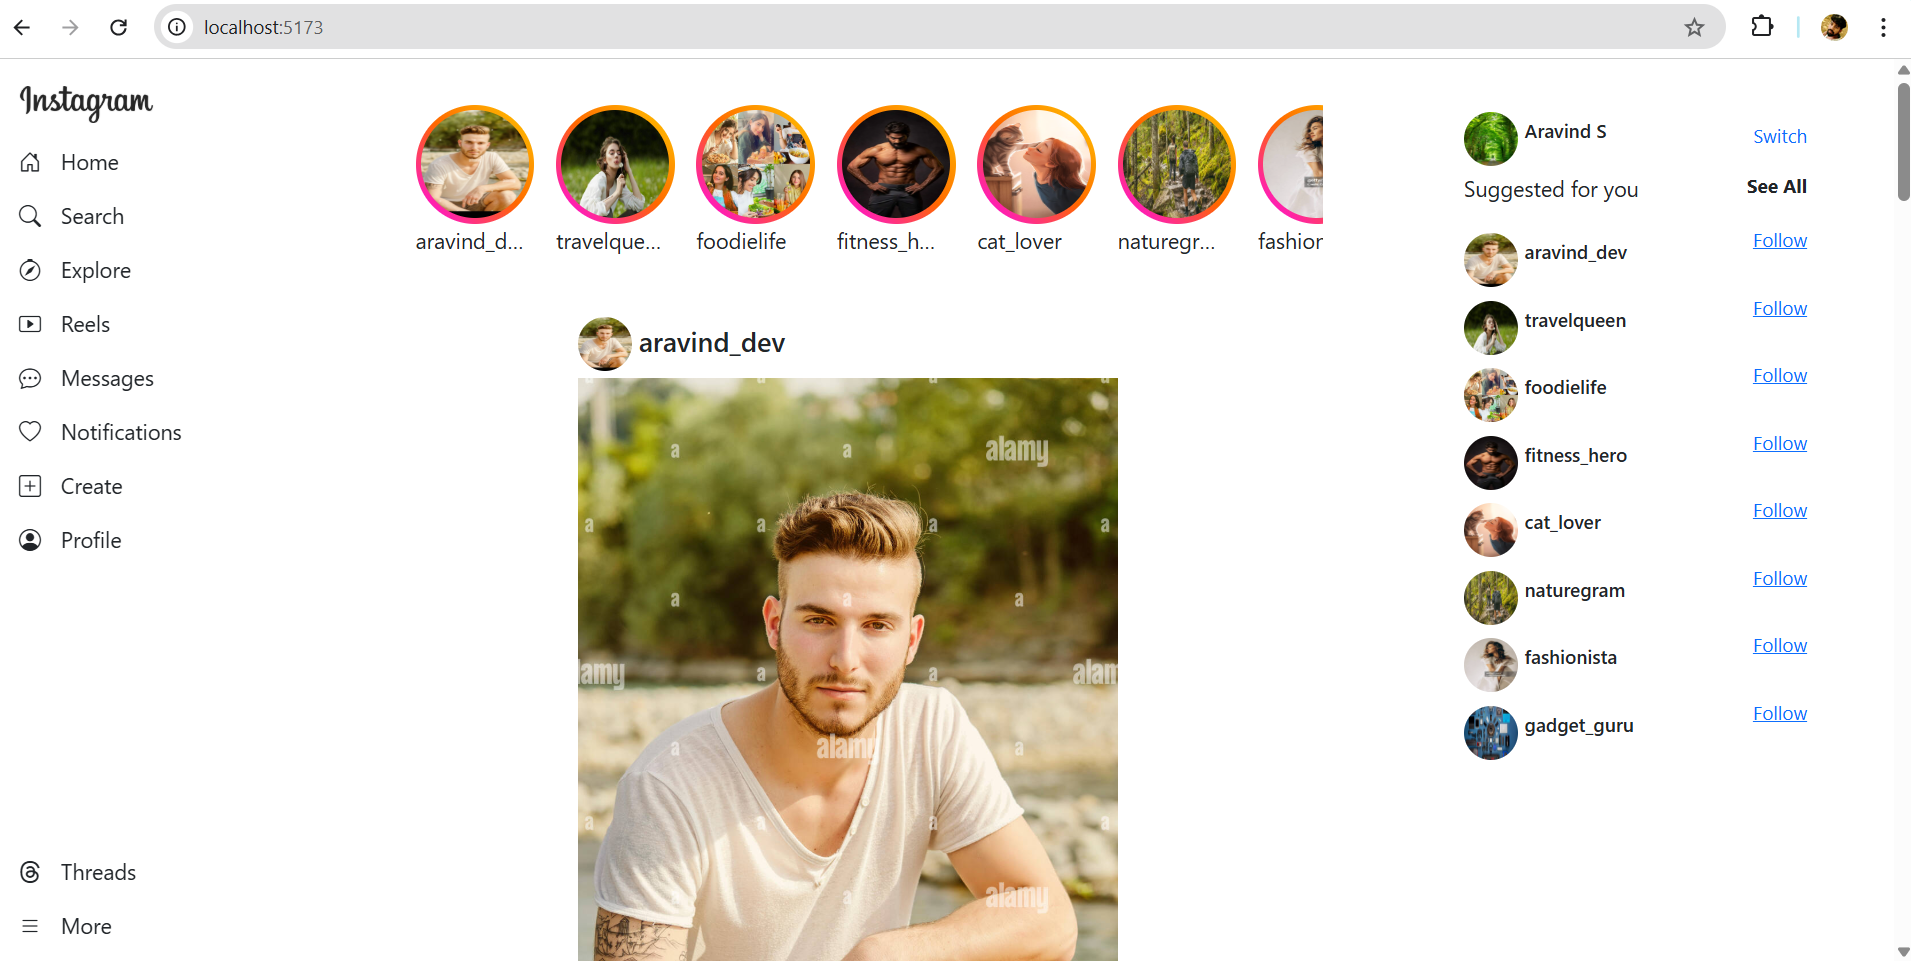 localhost:5173
Instagram
Home
Search
Explore
Reels
Messages
Notifications
Create
Profile
Threads
More
aravind_d...
travelque...
foodielife
fitness_h...
cat_lover
naturegr...
fashion
aravind_dev
a a alamy
a a a a
a a a
alamy a a alam
a alamy a
a a a a
a alamy
Aravind S
Switch
Suggested for you
See All
aravind_dev
Follow
travelqueen
Follow
foodielife
Follow
fitness_hero
Follow
cat_lover
Follow
naturegram
Follow
fashionista
Follow
gadget_guru
Follow